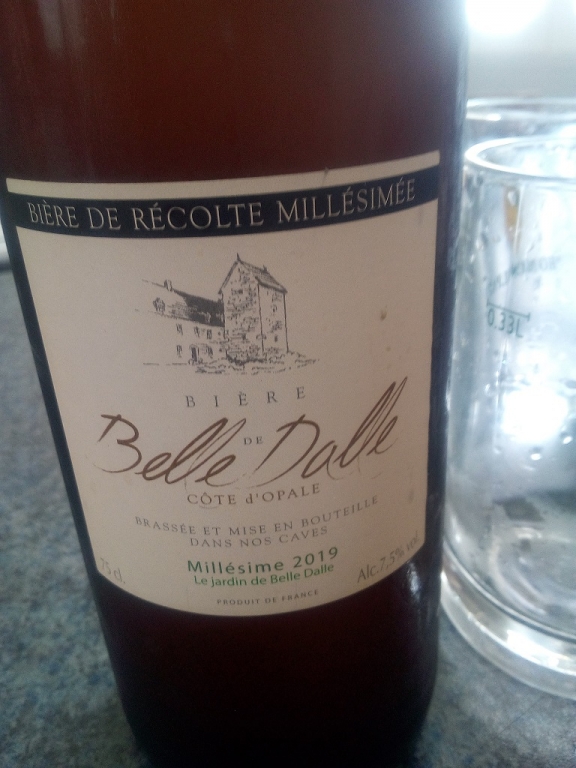 BIÈRE DE RÉCOLTE MILLÉSIMÉE
BIÈRE
DE
Belle Dalle
CÔTE d'OPALE
BRASSÉE ET MISE EN BOUTEILLE
DANS NOS CAVES
Millésime 2019
Le jardin de Belle Dalle
75 cl.
Alc.7,5% vol.
PRODUIT DE FRANCE
0.33L